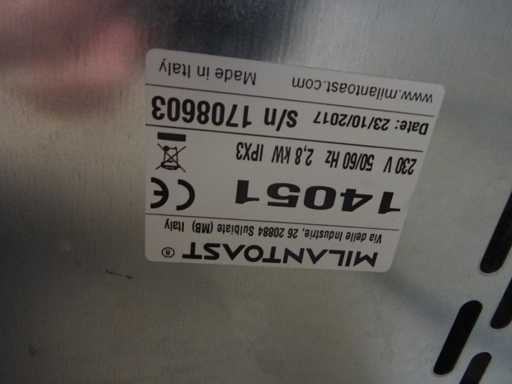 MILANTOAST ®
Via delle Industrie, 26 20884 Sulbiate (MB) Italy
14051 CE
230 V 50/60 Hz 2,8 kW IPX3
Date: 23/10/2017 s/n 1708603
www.milantoast.com Made in Italy